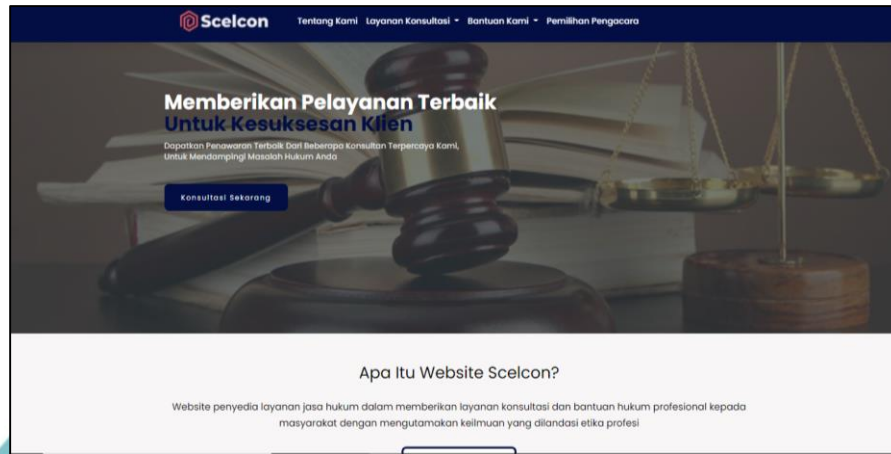 Scelcon Tentang Kami Layanan Konsultasi Bantuan Kami Pemilihan Pengacara
Memberikan Pelayanan Terbaik
Untuk Kesuksesan Klien
Dapatkan Penawaran Terbaik Dari Beberapa Konsultan Terpercaya Kami,
Untuk Mendampingi Masalah Hukum Anda
Konsultasi Sekarang
Apa Itu Website Scelcon?
Website penyedia layanan jasa hukum dalam memberikan layanan konsultasi dan bantuan hukum profesional kepada
masyarakat dengan mengutamakan keilmuan yang dilandasi etika profesi